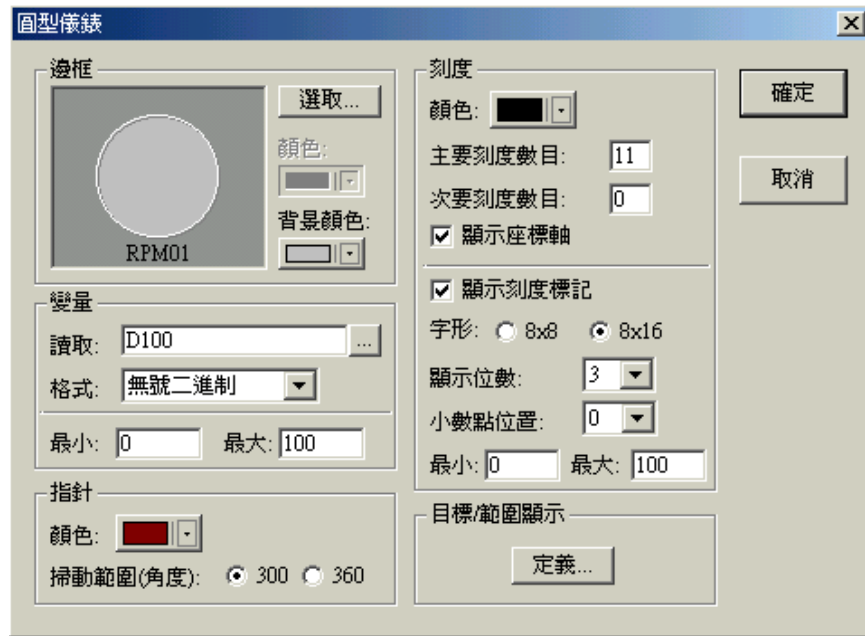 圓型儀錶
邊框
選取...
顏色:
背景顏色:
RPM01
變量
讀取: D100 ...
格式: 無號二進制
最小: 0 最大: 100
指針
顏色:
掃動範圍(角度): 300 360
刻度
顏色:
主要刻度數目: 11
次要刻度數目: 0
顯示座標軸
顯示刻度標記
字形: 8x8 8x16
顯示位數: 3
小數點位置: 0
最小: 0 最大: 100
目標/範圍顯示
定義...
確定
取消